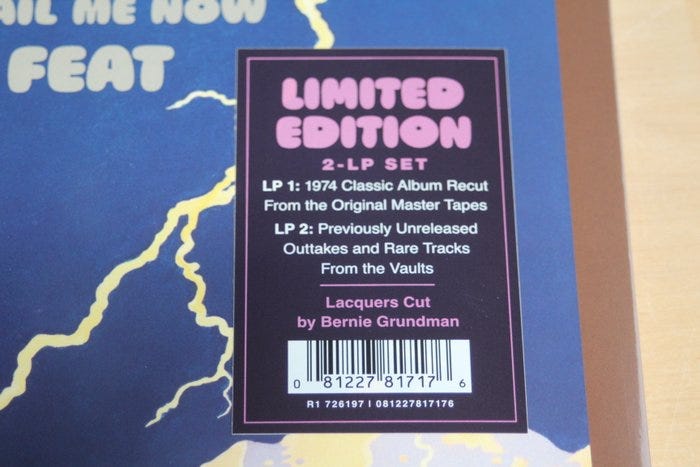 AIL ME NOW
FEAT
LIMITED
EDITION
2-LP SET
LP 1: 1974 Classic Album Recut
From the Original Master Tapes
LP 2: Previously Unreleased
Outtakes and Rare Tracks
From the Vaults
Lacquers Cut
by Bernie Grundman
0 81227 81717 6
R1 726197 | 081227817176